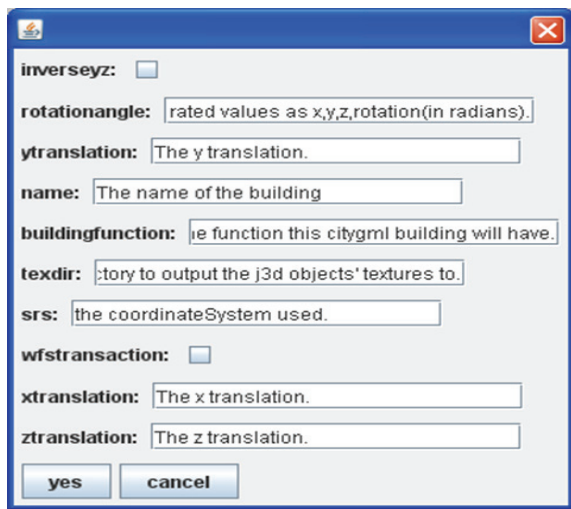 inverseyz:
rotationangle: rated values as x,y,z,rotation(in radians).
ytranslation: The y translation.
name: The name of the building
buildingfunction: function this citygml building will have.
texdir: ctory to output the j3d objects' textures to.
srs: the coordinateSystem used.
wfstransaction:
xtranslation: The x translation.
ztranslation: The z translation.
yes cancel